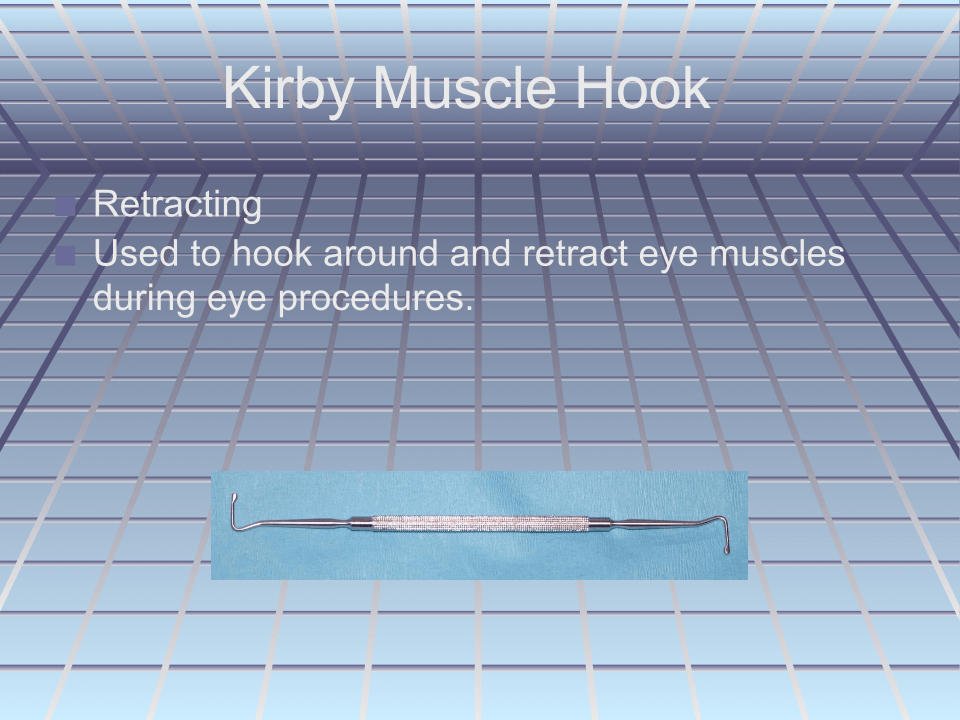 Kirby Muscle Hook
Retracting
Used to hook around and retract eye muscles
during eye procedures.